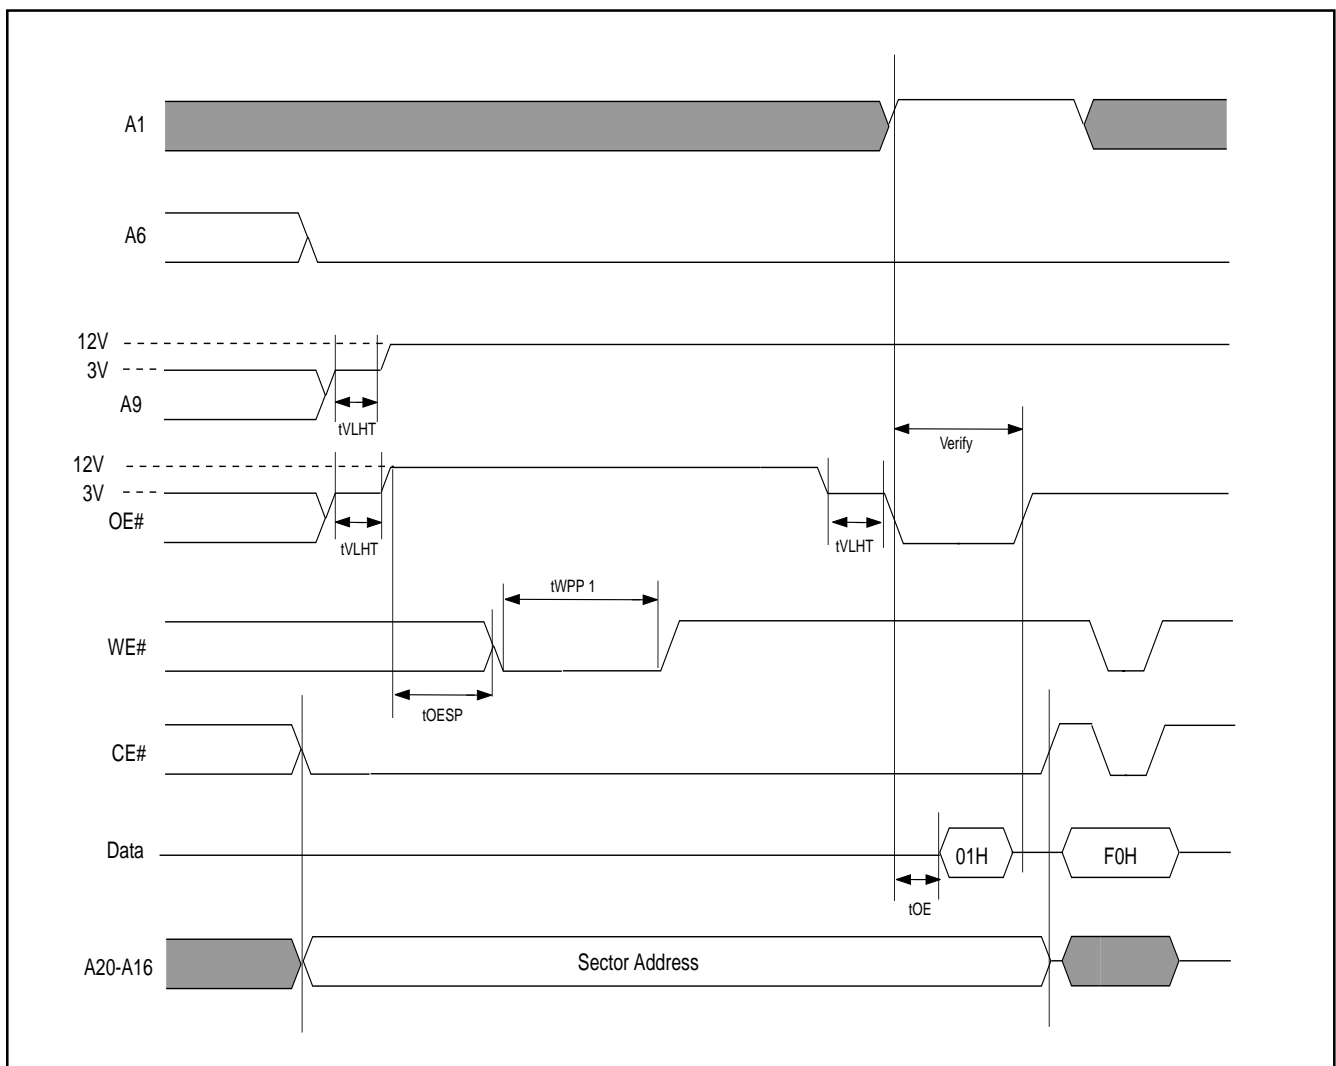 A1
A6
12V
3V
A9
tVLHT
Verify
12V
3V
OE#
tVLHT
tVLHT
tWPP 1
WE#
tOESP
CE#
Data
01H
F0H
tOE
A20-A16
Sector Address